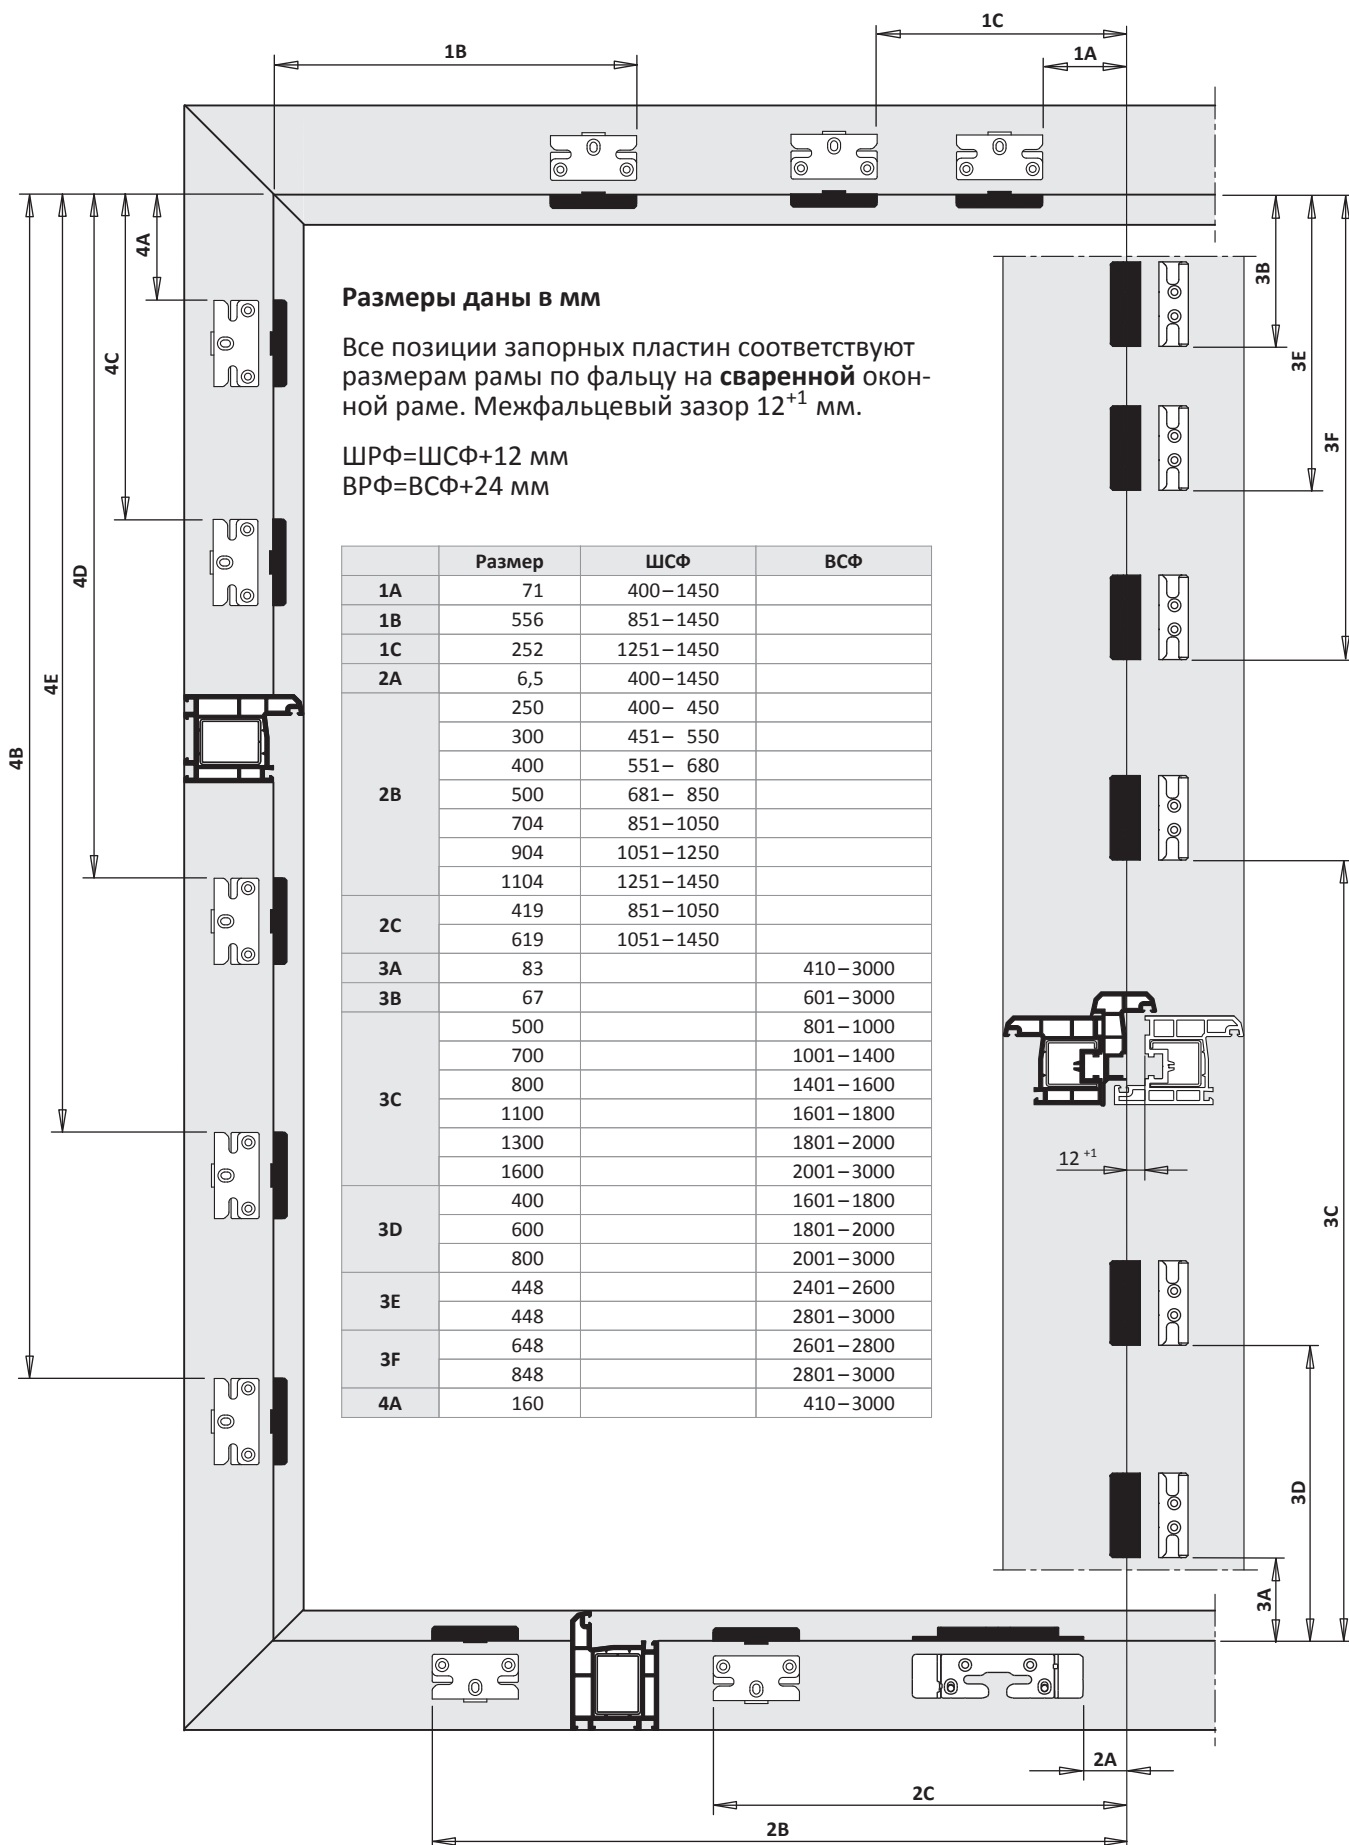 1C
1B
1A
4A
4C
4D
4E
4B
3B
3E
3F
Размеры даны в мм
Все позиции запорных пластин соответствуют
размерам рамы по фальцу на сваренной окон-
ной раме. Межфальцевый зазор 12+1 мм.
ШРФ=ШСФ+12 мм
ВРФ=ВСФ+24 мм
Размер ШСФ ВСФ
1A 71 400–1450
1B 556 851–1450
1C 252 1251–1450
2A 6,5 400–1450
2B 250 400– 450
300 451– 550
400 551– 680
500 681– 850
704 851–1050
904 1051–1250
1104 1251–1450
2C 419 851–1050
619 1051–1450
3A 83 410–3000
3B 67 601–3000
3C 500 801–1000
700 1001–1400
800 1401–1600
1100 1601–1800
1300 1801–2000
1600 2001–3000
3D 400 1601–1800
600 1801–2000
800 2001–3000
3E 448 2401–2600
448 2801–3000
3F 648 2601–2800
848 2801–3000
4A 160 410–3000
12 +1
3C
3D
3A
2A
2C
2B